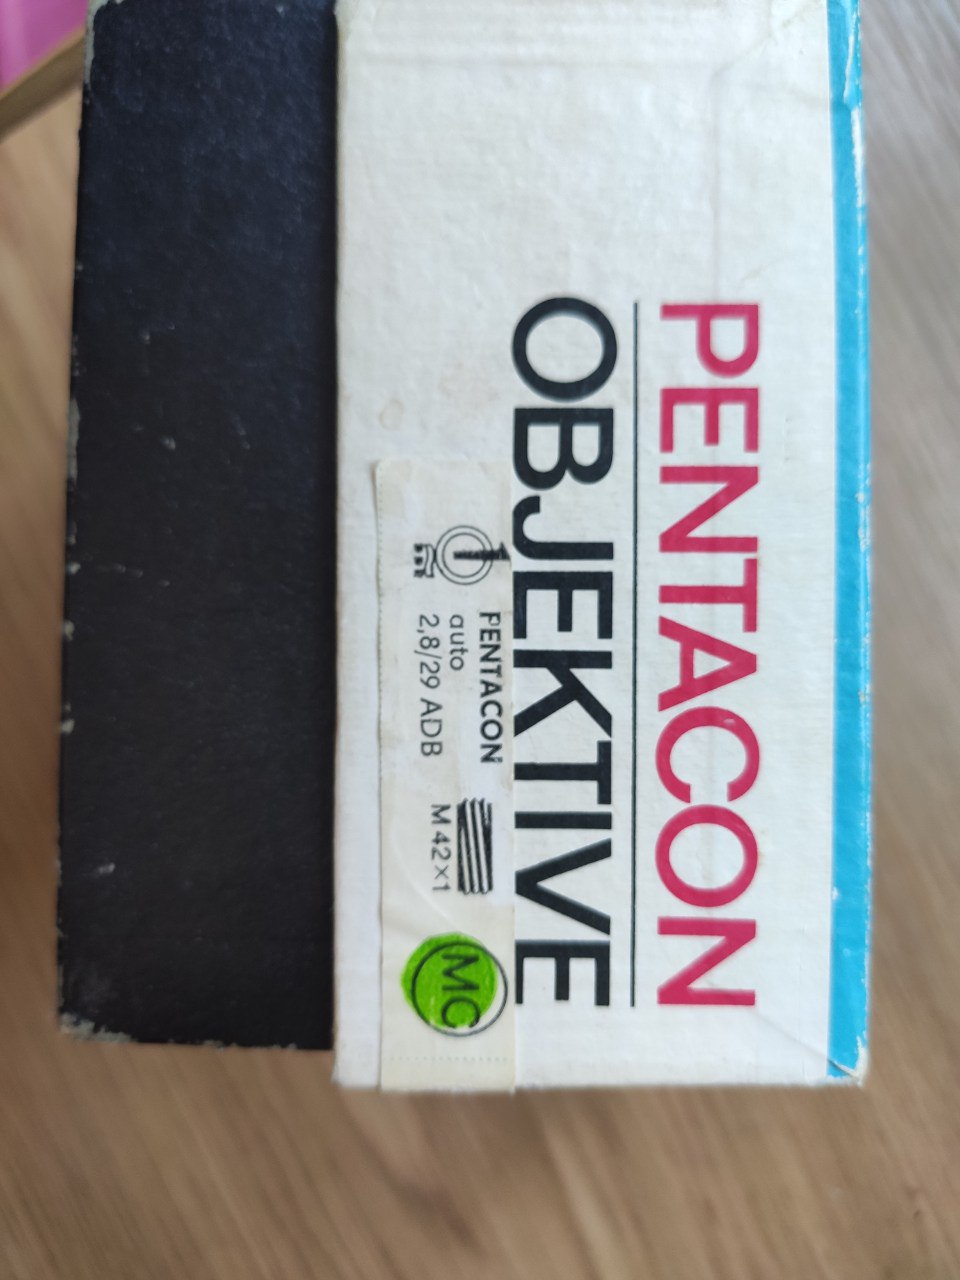 PENTACON
OBJEKTIVE
PENTACON
auto
2,8/29 ADB
M 42×1
MC